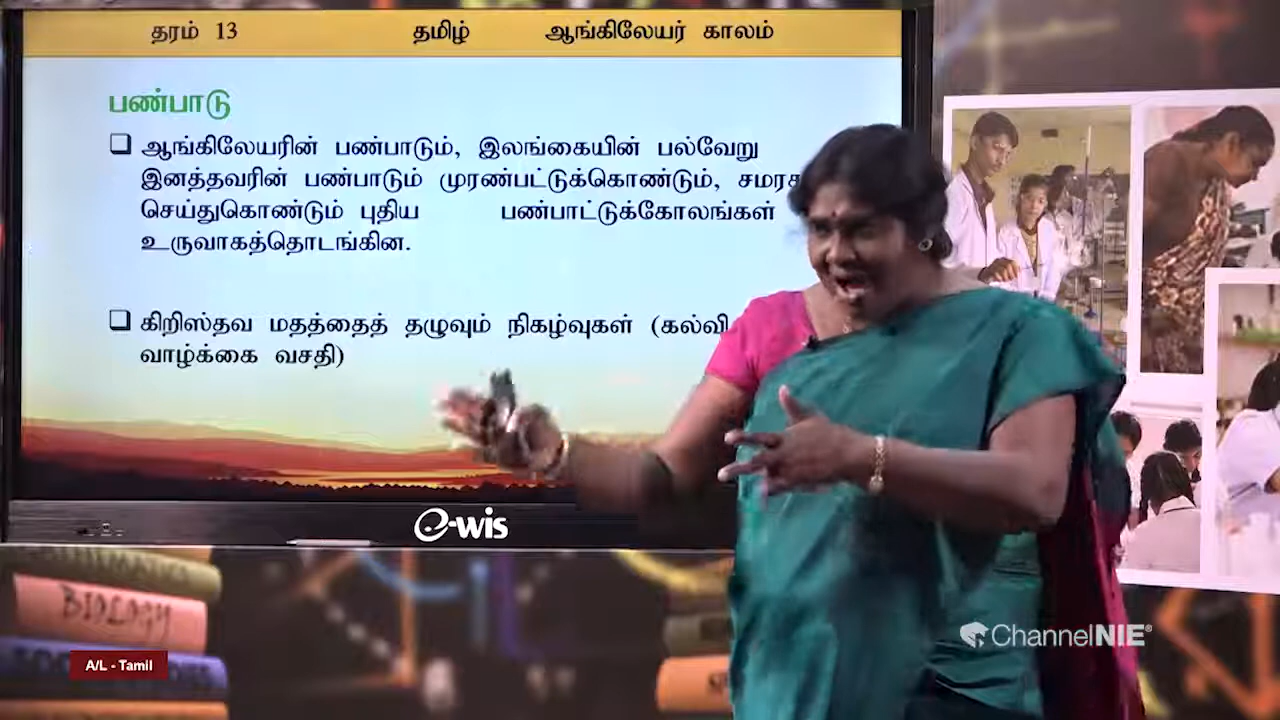 தரம் 13 தமிழ் ஆங்கிலேயர் காலம்
பண்பாடு
ஆங்கிலேயரின் பண்பாடும், இலங்கையின் பல்வேறு
இனத்தவரின் பண்பாடும் முரண்பட்டுக்கொண்டும்,
செய்துகொண்டும் புதிய பண்பாட்டுக்கோலங்கள்
உருவாகத்தொடங்கின.
கிறிஸ்தவ மதத்தைத் தழுவும் நிகழ்வுகள் (கல்வி
வாழ்க்கை வசதி)
e-wis
BIOLOGY
A/L - Tamil
ChannelNIE